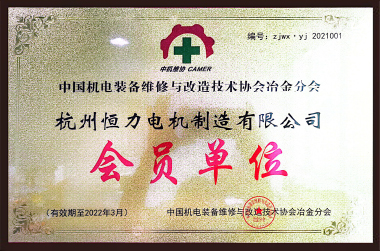 编号：zjwx·yj 2021001
中机维协 CAMER
中国机电装备维修与改造技术协会冶金分会
杭州恒力电机制造有限公司
会员单位
（有效期至2022年3月）
中国机电装备维修与改造技术协会冶金分会